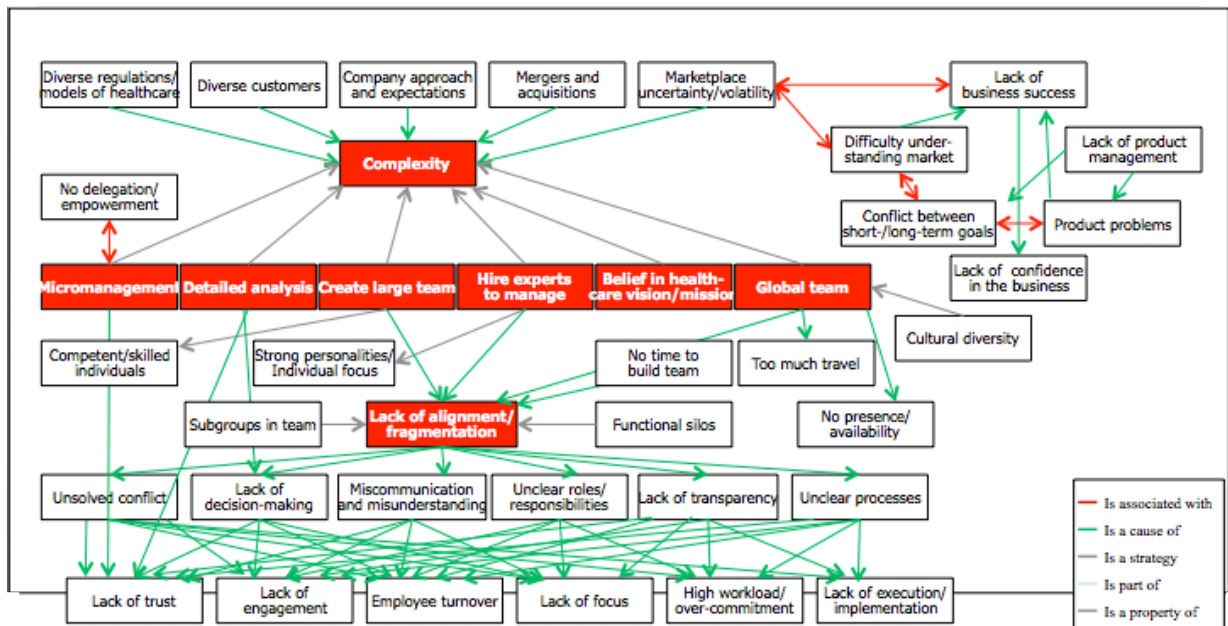 Diverse regulations/
models of healthcare
Diverse customers
Company approach
and expectations
Mergers and
acquisitions
Marketplace
uncertainty/volatility
Lack of
business success
Complexity
Difficulty under-
standing market
Lack of product
management
No delegation/
empowerment
Conflict between
short-/long-term goals
Product problems
Micromanagement
Detailed analysis
Create large team
Hire experts
to manage
Belief in health-
care vision/mission
Global team
Lack of confidence
in the business
Competent/skilled
individuals
Strong personalities/
Individual focus
No time to
build team
Too much travel
Cultural diversity
Subgroups in team
Lack of alignment/
fragmentation
Functional silos
No presence/
availability
Unsolved conflict
Lack of
decision-making
Miscommunication
and misunderstanding
Unclear roles/
responsibilities
Lack of transparency
Unclear processes
Is associated with
Is a cause of
Is a strategy
Is part of
Is a property of
Lack of trust
Lack of
engagement
Employee turnover
Lack of focus
High workload/
over-commitment
Lack of execution/
implementation